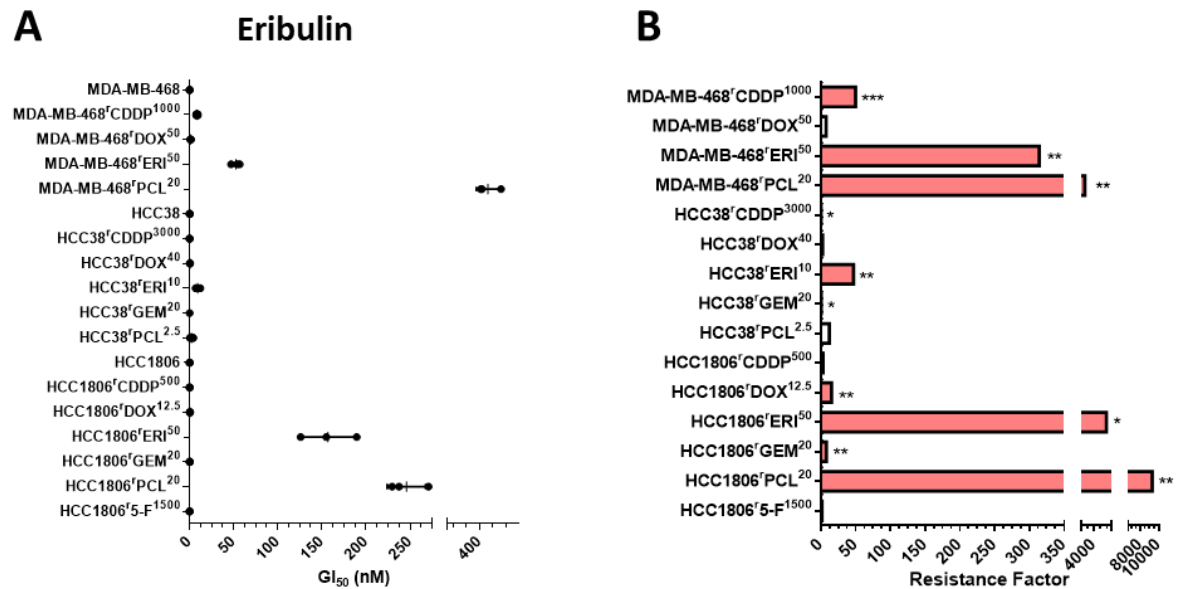 A Eribulin
MDA-MB-468
MDA-MB-468ʳCDDP¹⁰⁰⁰
MDA-MB-468ʳDOX⁵⁰
MDA-MB-468ʳERI⁵⁰
MDA-MB-468ʳPCL²⁰
HCC38
HCC38ʳCDDP³⁰⁰⁰
HCC38ʳDOX⁴⁰
HCC38ʳERI¹⁰
HCC38ʳGEM²⁰
HCC38ʳPCL²·⁵
HCC1806
HCC1806ʳCDDP⁵⁰⁰
HCC1806ʳDOX¹²·⁵
HCC1806ʳERI⁵⁰
HCC1806ʳGEM²⁰
HCC1806ʳPCL²⁰
HCC1806ʳ5-F¹⁵⁰⁰
0 50 100 150 200 250 400
GI₅₀ (nM)
B
MDA-MB-468ʳCDDP¹⁰⁰⁰ ***
MDA-MB-468ʳDOX⁵⁰
MDA-MB-468ʳERI⁵⁰ **
MDA-MB-468ʳPCL²⁰ **
HCC38ʳCDDP³⁰⁰⁰ *
HCC38ʳDOX⁴⁰
HCC38ʳERI¹⁰ **
HCC38ʳGEM²⁰ *
HCC38ʳPCL²·⁵
HCC1806ʳCDDP⁵⁰⁰
HCC1806ʳDOX¹²·⁵ **
HCC1806ʳERI⁵⁰ *
HCC1806ʳGEM²⁰ **
HCC1806ʳPCL²⁰ **
HCC1806ʳ5-F¹⁵⁰⁰
0 50 100 150 200 250 300 350 4000 8000 10000
Resistance Factor